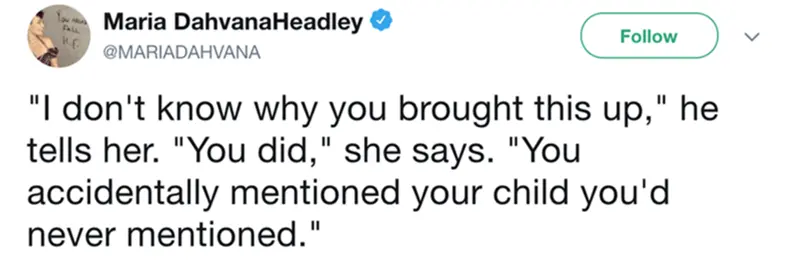 Maria DahvanaHeadley
@MARIADAHVANA
Follow
"I don't know why you brought this up," he
tells her. "You did," she says. "You
accidentally mentioned your child you'd
never mentioned."